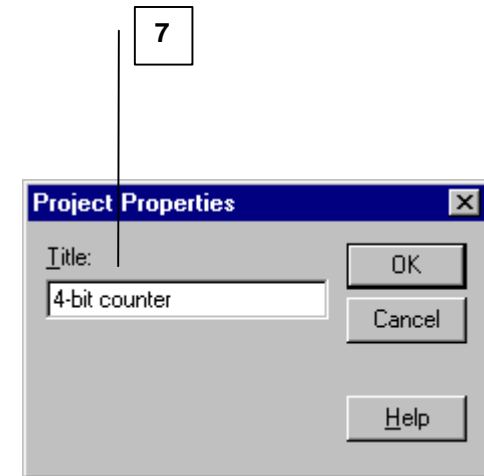 7
Project Properties
Title:
OK
4-bit counter
Cancel
Help